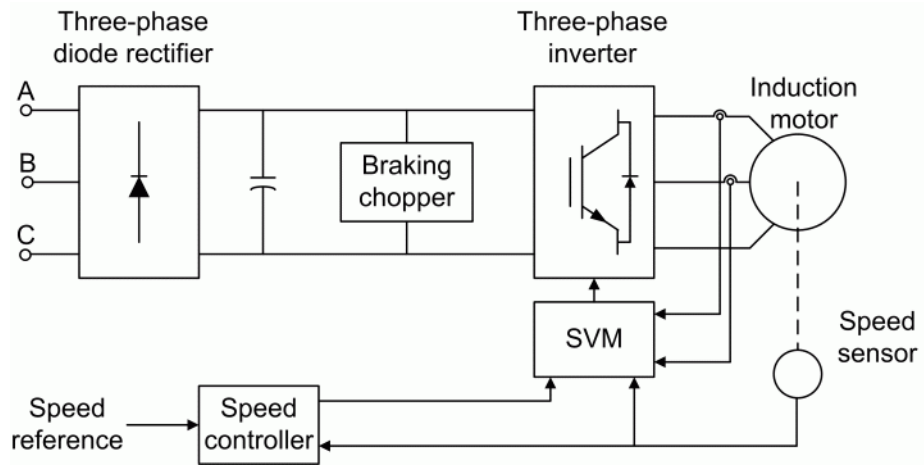 Three-phase
diode rectifier
Three-phase
inverter
Induction
motor
A
B
C
Braking
chopper
SVM
Speed
sensor
Speed
reference
Speed
controller